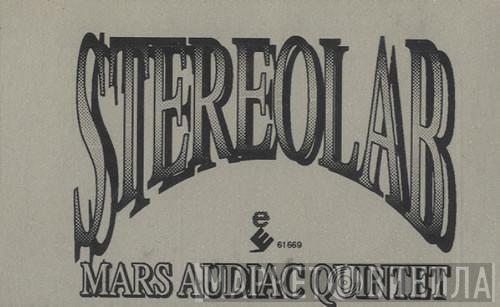 STEREOLAB
e
61669
MARS AUDIAC QUINTET